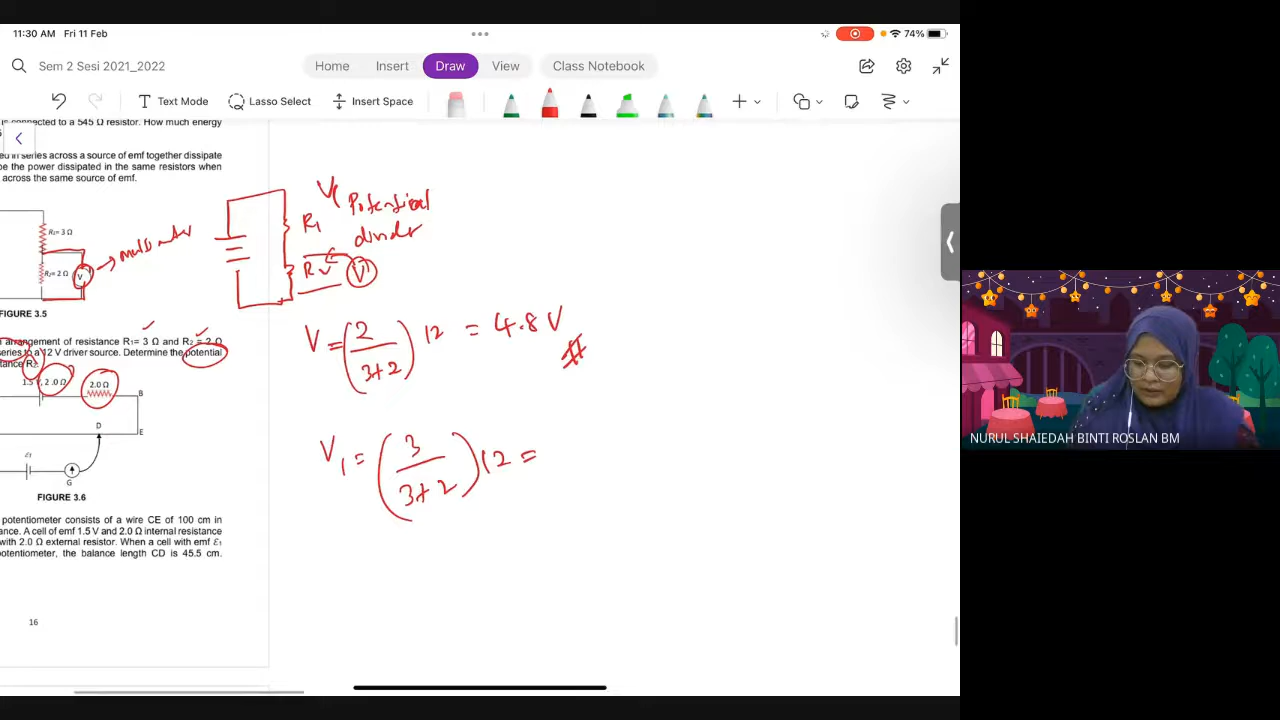 11:30 AM Fri 11 Feb
74%
Sem 2 Sesi 2021_2022
Home Insert Draw View Class Notebook
Text Mode Lasso Select Insert Space
is connected to a 545 Ω resistor. How much energy
ed in series across a source of emf together dissipate
be the power dissipated in the same resistors when
across the same source of emf.
R1= 3 Ω
R2= 2 Ω
V
FIGURE 3.5
V1 Potential
divider
R1
V
V = (2 / 3+2) 12 = 4.8 V
V1 = (3 / 3+2) 12 =
n arrangement of resistance R1= 3 Ω and R2 = 2 Ω
series to a 12 V driver source. Determine the potential
tance R2.
1.5 V, 2.0 Ω
2.0 Ω
B
D
E
ε1
G
FIGURE 3.6
potentiometer consists of a wire CE of 100 cm in
tance. A cell of emf 1.5 V and 2.0 Ω internal resistance
with 2.0 Ω external resistor. When a cell with emf ε1
potentiometer, the balance length CD is 45.5 cm.
16
NURUL SHAIEDAH BINTI ROSLAN BM